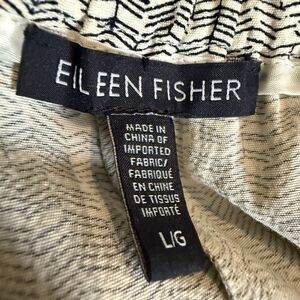 EILEEN FISHER
MADE IN
CHINA OF
IMPORTED
FABRIC/
FABRIQUÉ
EN CHINE
DE TISSUS
IMPORTÉ
L/G